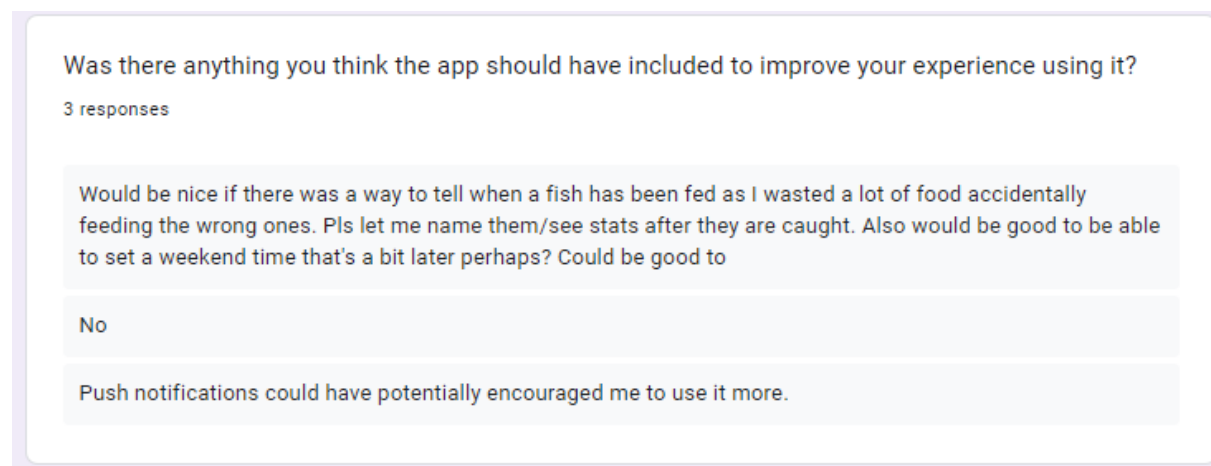 Was there anything you think the app should have included to improve your experience using it?
3 responses
Would be nice if there was a way to tell when a fish has been fed as I wasted a lot of food accidentally
feeding the wrong ones. Pls let me name them/see stats after they are caught. Also would be good to be able
to set a weekend time that's a bit later perhaps? Could be good to
No
Push notifications could have potentially encouraged me to use it more.